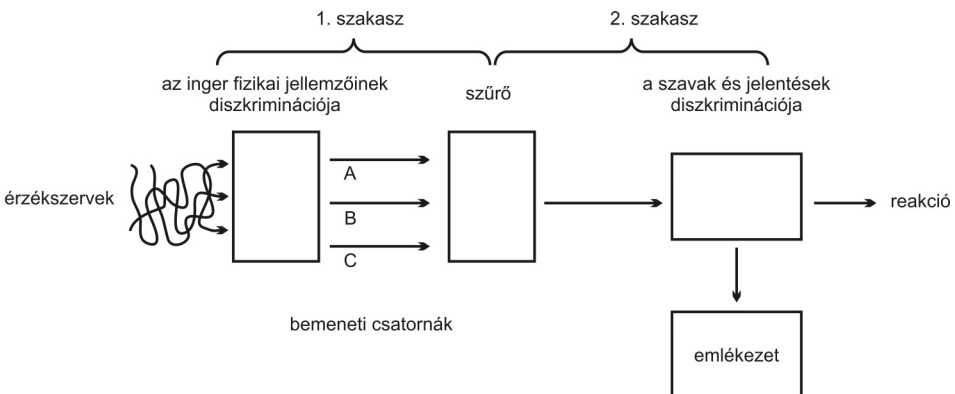 1. szakasz
2. szakasz
az inger fizikai jellemzőinek
diszkriminációja
szűrő
a szavak és jelentések
diszkriminációja
érzékszervek
A
B
C
reakció
bemeneti csatornák
emlékezet